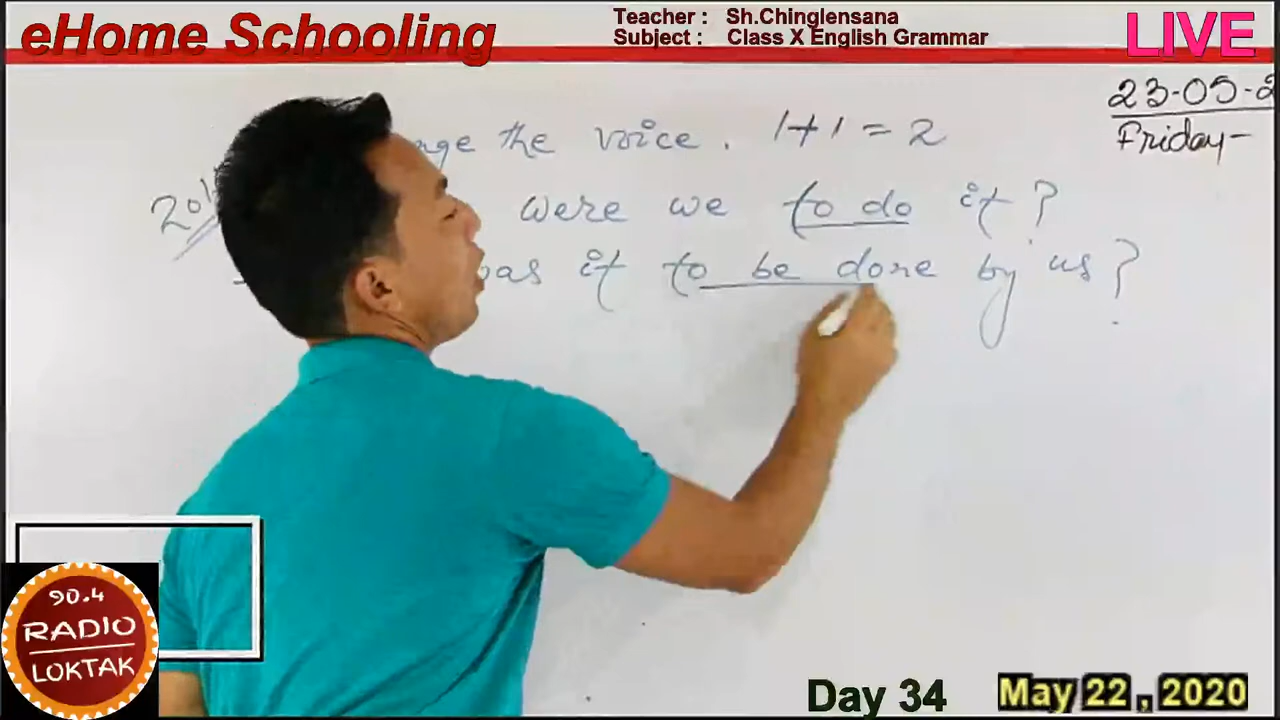 eHome Schooling
Teacher : Sh.Chinglensana
Subject : Class X English Grammar
LIVE
23-05-2
Friday-
the voice. 1+1=2
were we to do it?
it to be done by us?
90.4
RADIO
LOKTAK
Day 34
May 22 , 2020